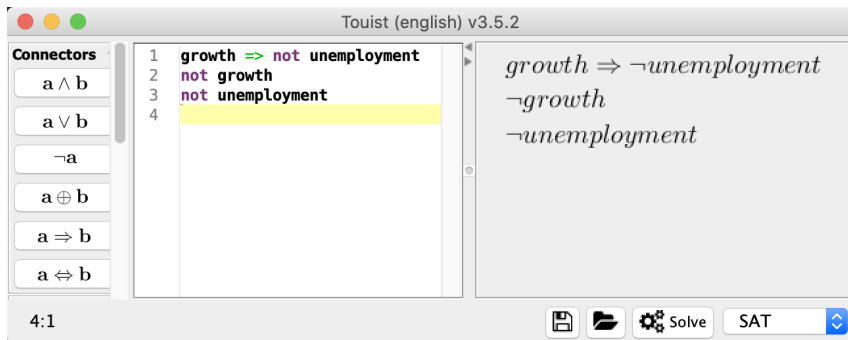 Touist (english) v3.5.2
Connectors
a ∧ b
a ∨ b
¬a
a ⊕ b
a ⇒ b
a ⇔ b
1 growth => not unemployment
2 not growth
3 not unemployment
4
growth ⇒ ¬unemployment
¬growth
¬unemployment
4:1
Solve
SAT